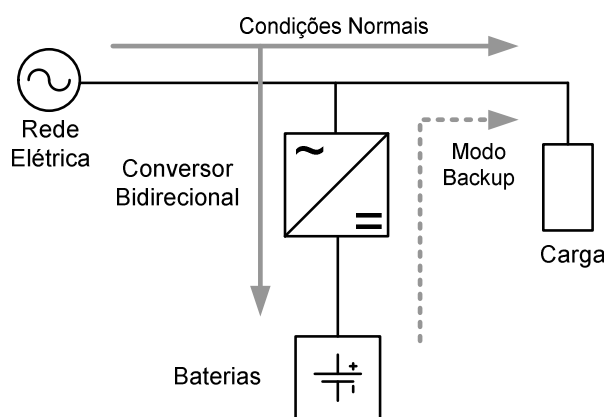 Condições Normais
Rede
Elétrica
Conversor
Bidirecional
Modo
Backup
Carga
Baterias